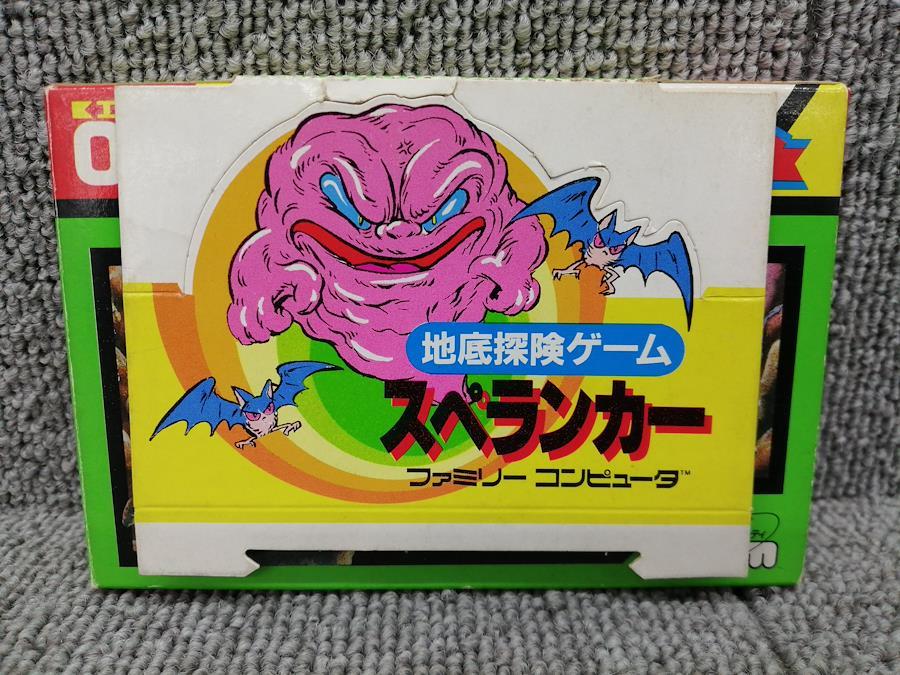 地底探険ゲーム
スペランカー
ファミリー コンピュータ™